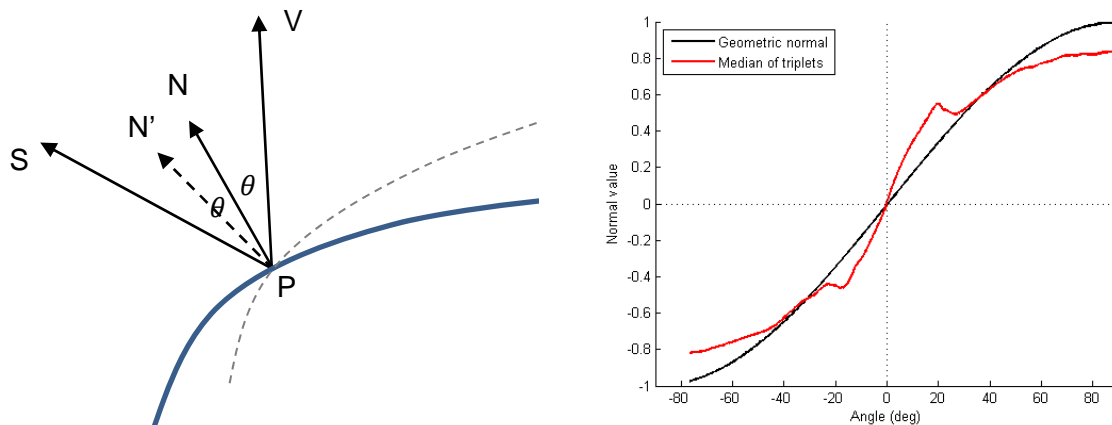 V
N
N'
S
θ
θ
P
Geometric normal
Median of triplets
Normal value
1
0.8
0.6
0.4
0.2
0
-0.2
-0.4
-0.6
-0.8
-1
-80 -60 -40 -20 0 20 40 60 80
Angle (deg)